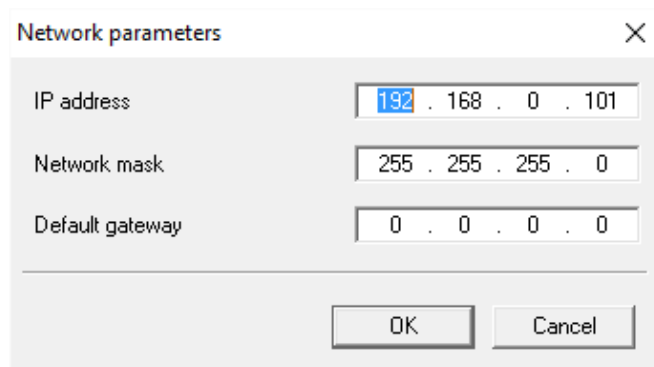 Network parameters
IP address 192 . 168 . 0 . 101
Network mask 255 . 255 . 255 . 0
Default gateway 0 . 0 . 0 . 0
OK Cancel